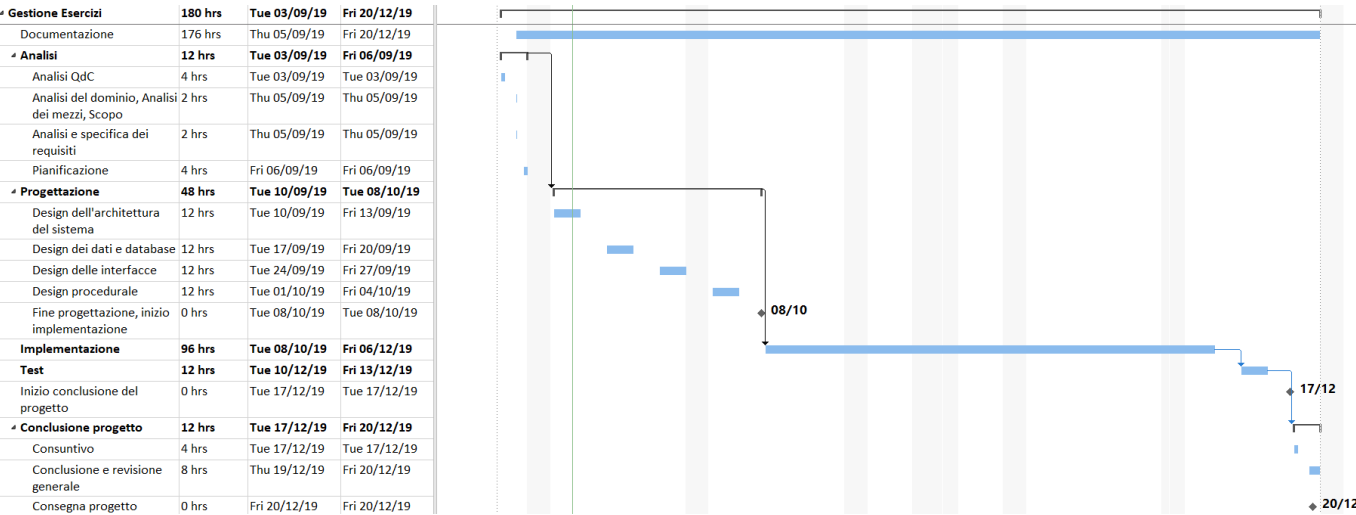 Gestione Esercizi 180 hrs Tue 03/09/19 Fri 20/12/19
Documentazione 176 hrs Thu 05/09/19 Fri 20/12/19
Analisi 12 hrs Tue 03/09/19 Fri 06/09/19
Analisi QdC 4 hrs Tue 03/09/19 Tue 03/09/19
Analisi del dominio, Analisi 2 hrs Thu 05/09/19 Thu 05/09/19
dei mezzi, Scopo
Analisi e specifica dei 2 hrs Thu 05/09/19 Thu 05/09/19
requisiti
Pianificazione 4 hrs Fri 06/09/19 Fri 06/09/19
Progettazione 48 hrs Tue 10/09/19 Tue 08/10/19
Design dell'architettura 12 hrs Tue 10/09/19 Fri 13/09/19
del sistema
Design dei dati e database 12 hrs Tue 17/09/19 Fri 20/09/19
Design delle interfacce 12 hrs Tue 24/09/19 Fri 27/09/19
Design procedurale 12 hrs Tue 01/10/19 Fri 04/10/19
Fine progettazione, inizio 0 hrs Tue 08/10/19 Tue 08/10/19 08/10
implementazione
Implementazione 96 hrs Tue 08/10/19 Fri 06/12/19
Test 12 hrs Tue 10/12/19 Fri 13/12/19
Inizio conclusione del 0 hrs Tue 17/12/19 Tue 17/12/19 17/12
progetto
Conclusione progetto 12 hrs Tue 17/12/19 Fri 20/12/19
Consuntivo 4 hrs Tue 17/12/19 Tue 17/12/19
Conclusione e revisione 8 hrs Thu 19/12/19 Fri 20/12/19
generale
Consegna progetto 0 hrs Fri 20/12/19 Fri 20/12/19 20/12